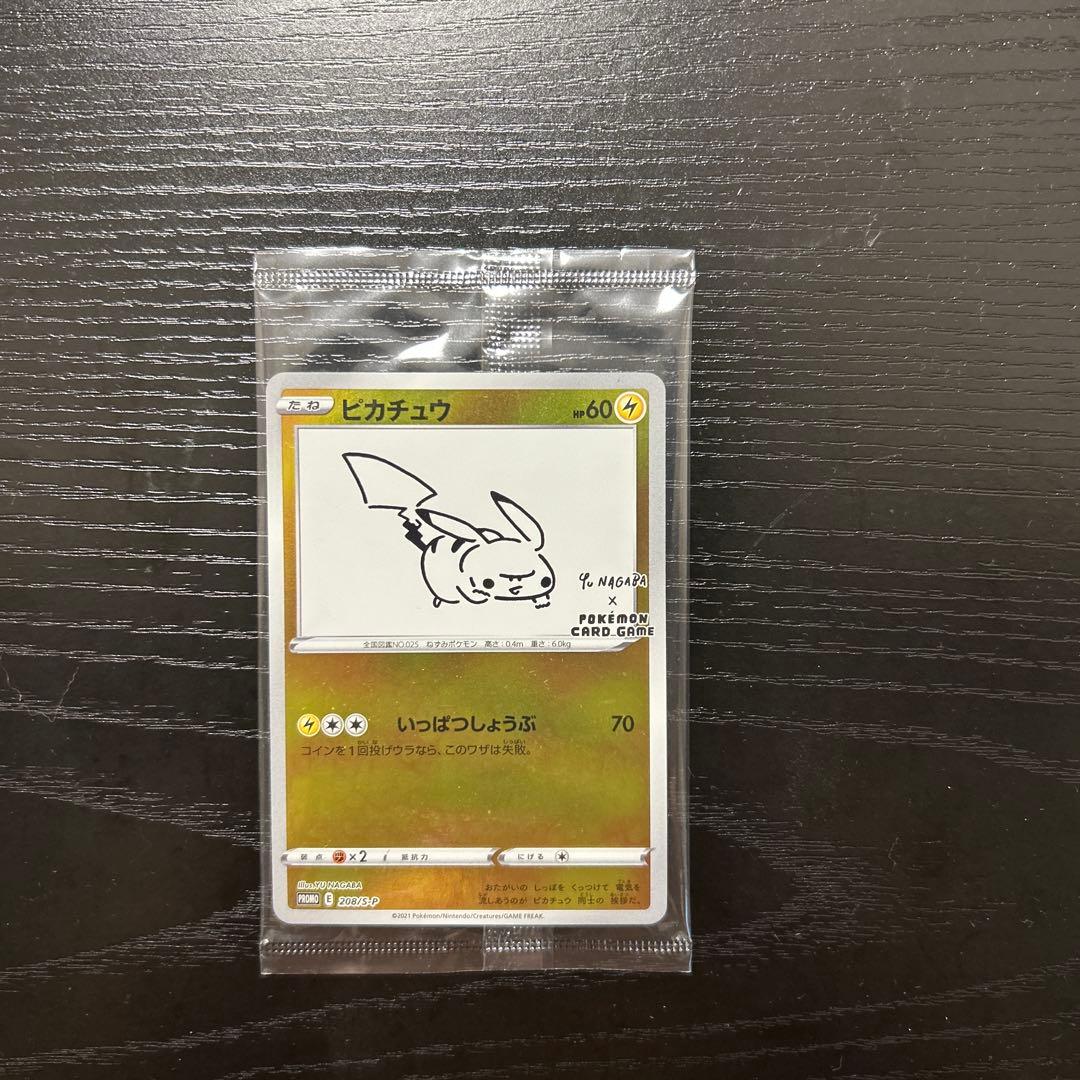 たね ピカチュウ HP60
Yu NAGABA
×
POKÉMON
CARD GAME
全国図鑑NO.025 ねずみポケモン 高さ:0.4m 重さ:6.0kg
いっぱつしょうぶ 70
コインを1回投げウラなら、このワザは失敗。
弱点 ×2 抵抗力 にげる
illus.YU NAGABA
PROMO E 208/S-P
おたがいの しっぽを くっつけて 電気を
流しあうのが ピカチュウ 同士の 挨拶だ。
©2021 Pokémon/Nintendo/Creatures/GAME FREAK.